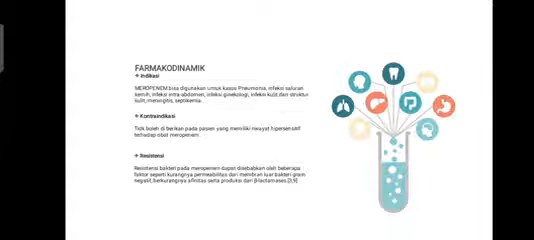 FARMAKODINAMIK
Indikasi
MEROPENEM bisa digunakan untuk kasus Pneumonia, infeksi saluran
kemih, infeksi intra-abdomen, infeksi ginekologi, infeksi kulit dan struktur
kulit, meningitis, septikemia.
Kontraindikasi
Tidk boleh di berikan pada pasien yang memiliki riwayat hipersensitif
terhadap obat meropenem
Resistensi
Resistensi bakteri pada meropenem dapat disebabkan oleh beberapa
faktor seperti kurangnya permeabilitas dari membran luar bakteri gram
negatif, berkurangnya afinitas serta produksi dari β-lactamases.[3,9]